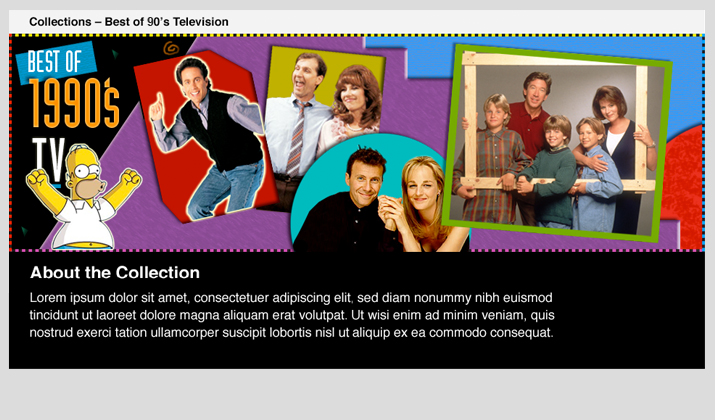 Collections – Best of 90's Television
BEST OF
1990s
TV
About the Collection
Lorem ipsum dolor sit amet, consectetuer adipiscing elit, sed diam nonummy nibh euismod
tincidunt ut laoreet dolore magna aliquam erat volutpat. Ut wisi enim ad minim veniam, quis
nostrud exerci tation ullamcorper suscipit lobortis nisl ut aliquip ex ea commodo consequat.